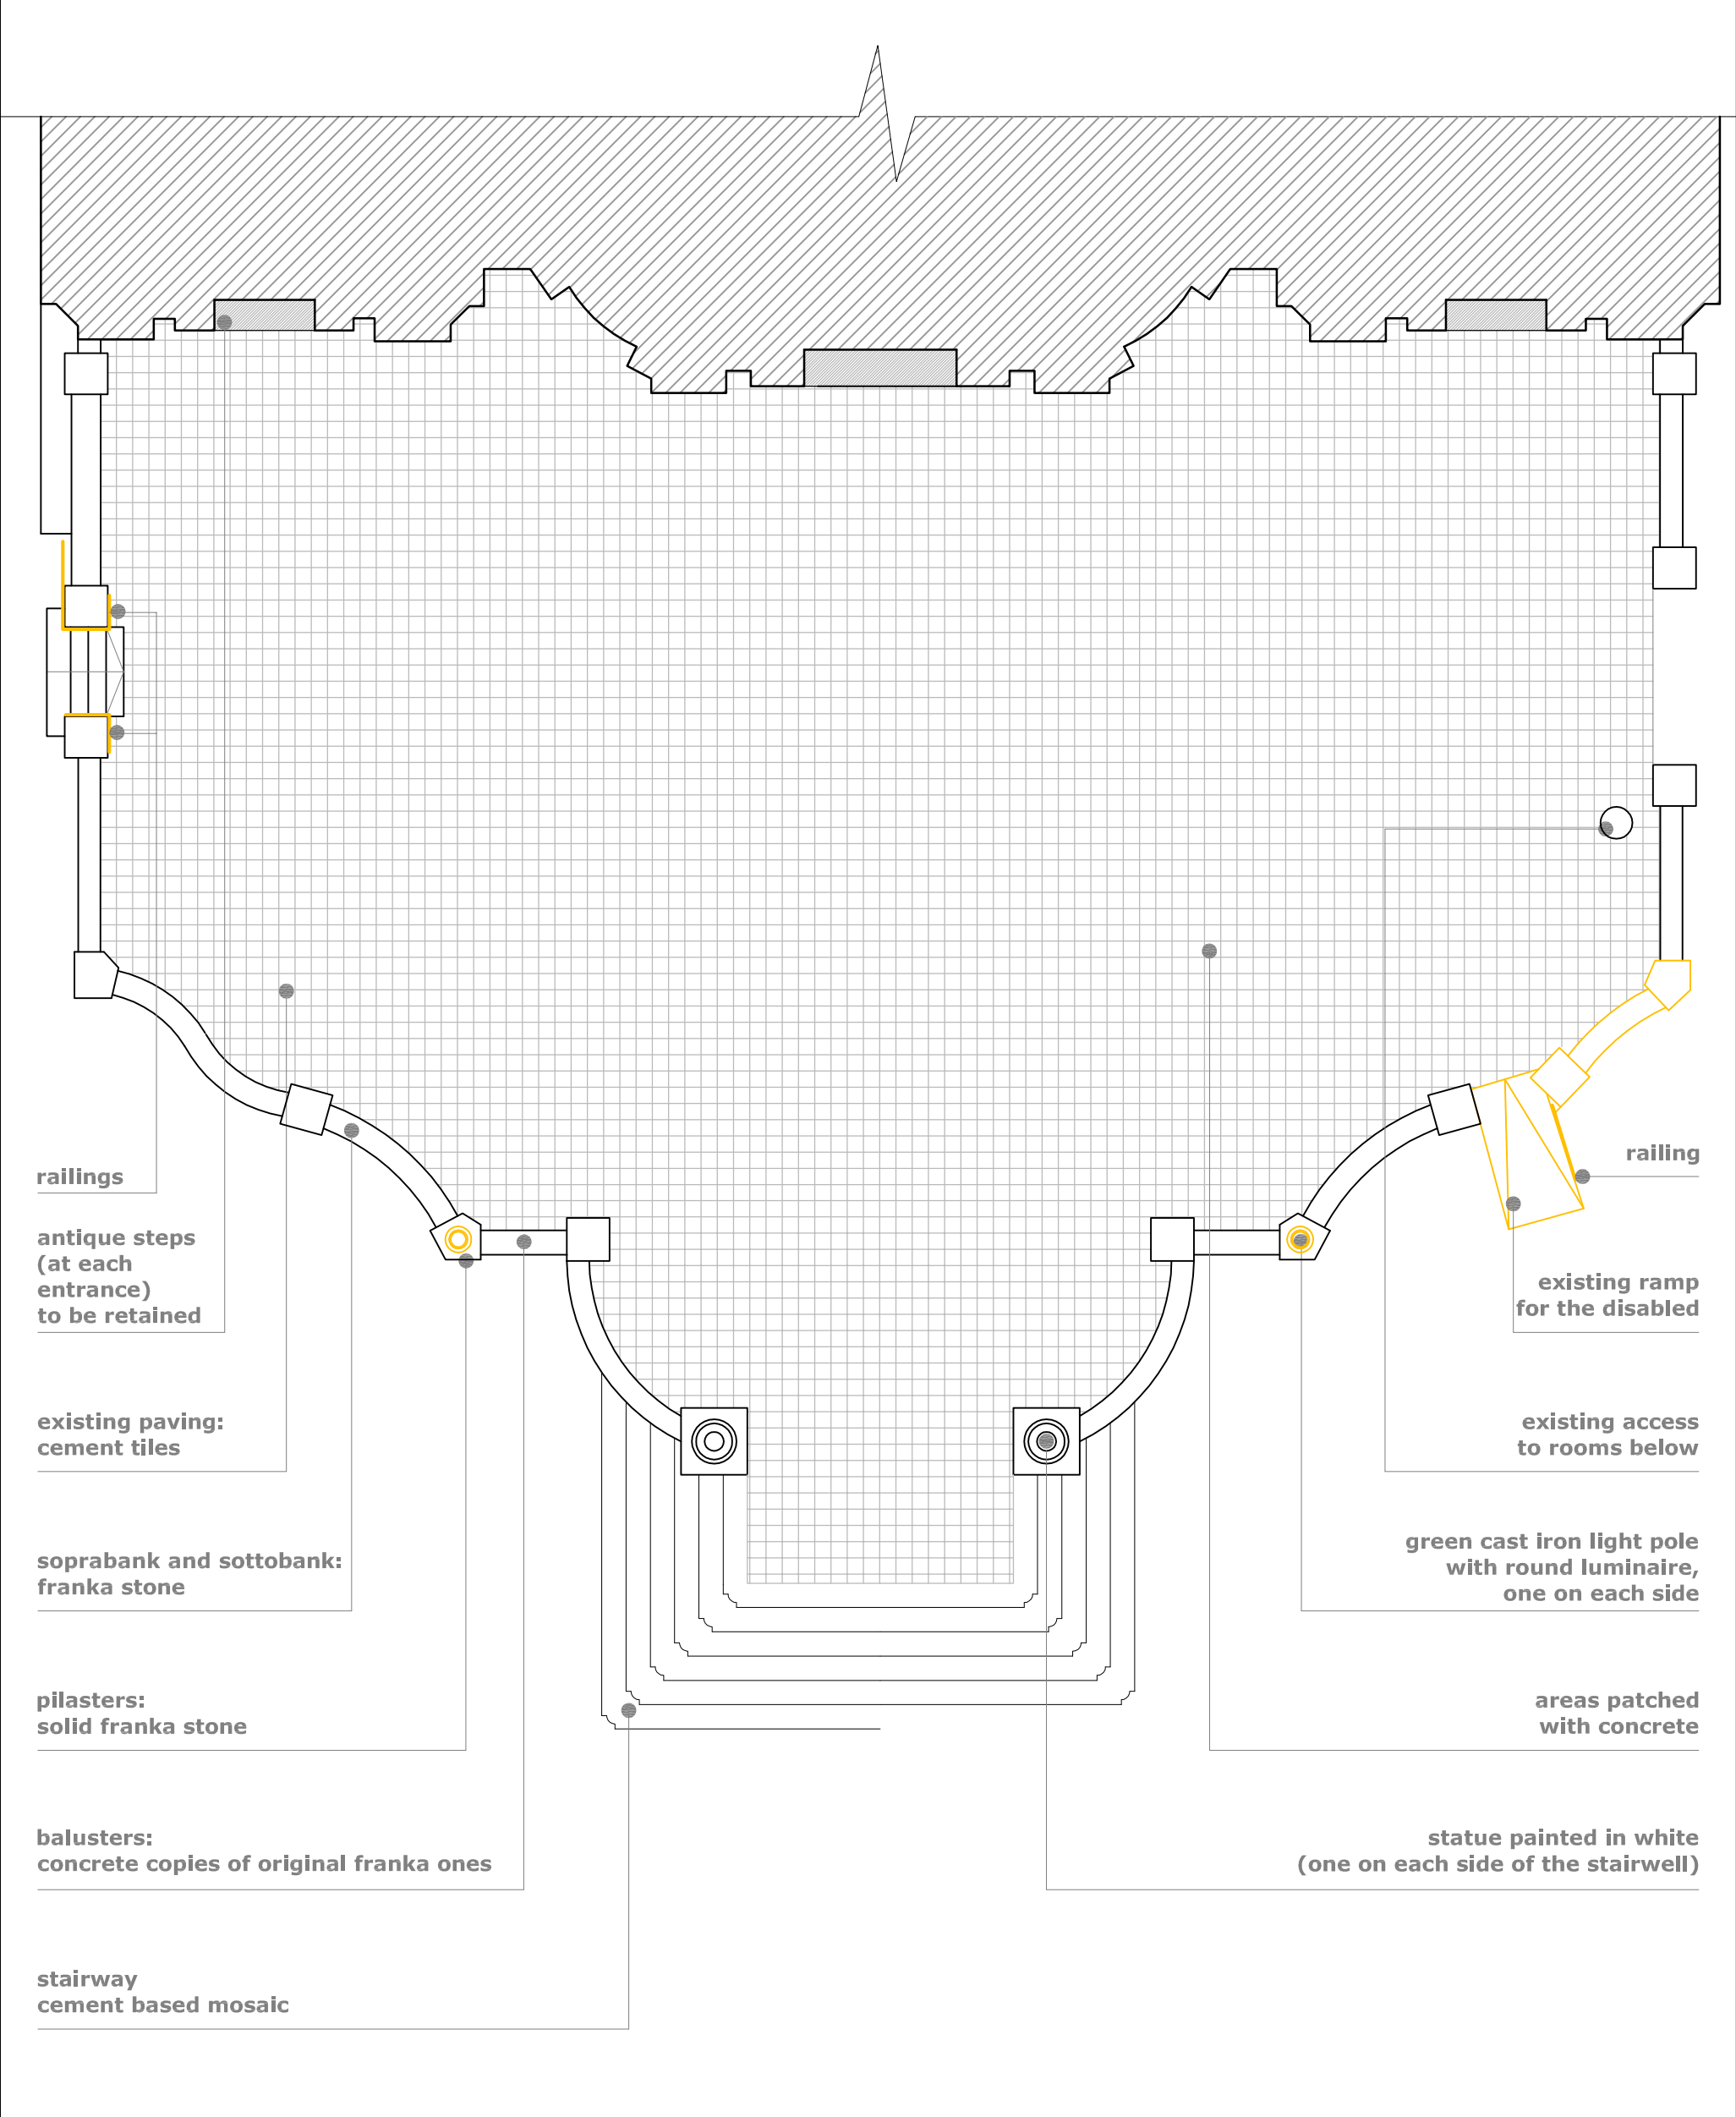 railings
antique steps
(at each
entrance)
to be retained
existing paving:
cement tiles
soprabank and sottobank:
franka stone
pilasters:
solid franka stone
balusters:
concrete copies of original franka ones
stairway
cement based mosaic
railing
existing ramp
for the disabled
existing access
to rooms below
green cast iron light pole
with round luminaire,
one on each side
areas patched
with concrete
statue painted in white
(one on each side of the stairwell)